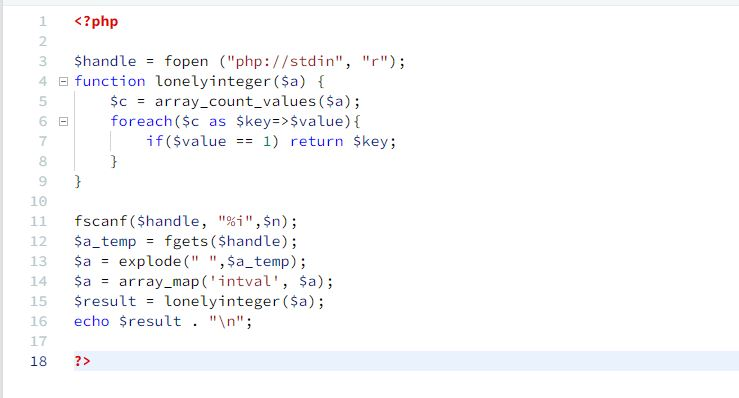 1 <?php
2
3 $handle = fopen ("php://stdin", "r");
4 function lonelyinteger($a) {
5     $c = array_count_values($a);
6     foreach($c as $key=>$value){
7         if($value == 1) return $key;
8     }
9 }
10
11 fscanf($handle, "%i",$n);
12 $a_temp = fgets($handle);
13 $a = explode(" ",$a_temp);
14 $a = array_map('intval', $a);
15 $result = lonelyinteger($a);
16 echo $result . "\n";
17
18 ?>